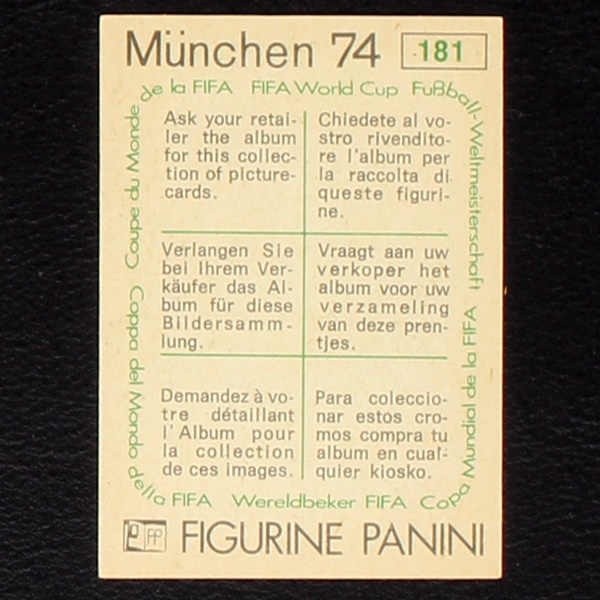 München 74 181
de la FIFA FIFA World Cup Fußball-Weltmeisterschaft
Ask your retai-
ler the album
for this collec-
tion of picture-
cards.
Chiedete al vo-
stro rivendito-
re l'album per
la raccolta di
queste figuri-
ne.
Verlangen Sie
bei Ihrem Ver-
käufer das Al-
bum für diese
Bildersamm-
lung.
Vraagt aan uw
verkoper het
album voor uw
verzameling
van deze pren-
tjes.
Demandez à vo-
tre détaillant
l'Album pour
la collection
de ces images.
Para coleccio-
nar estos cro-
mos compra tu
album en cual-
quier kiosko.
Coupe du Monde
Coppa del Mondo della FIFA
Wereldbeker FIFA
Copa Mundial de la FIFA
FP FIGURINE PANINI